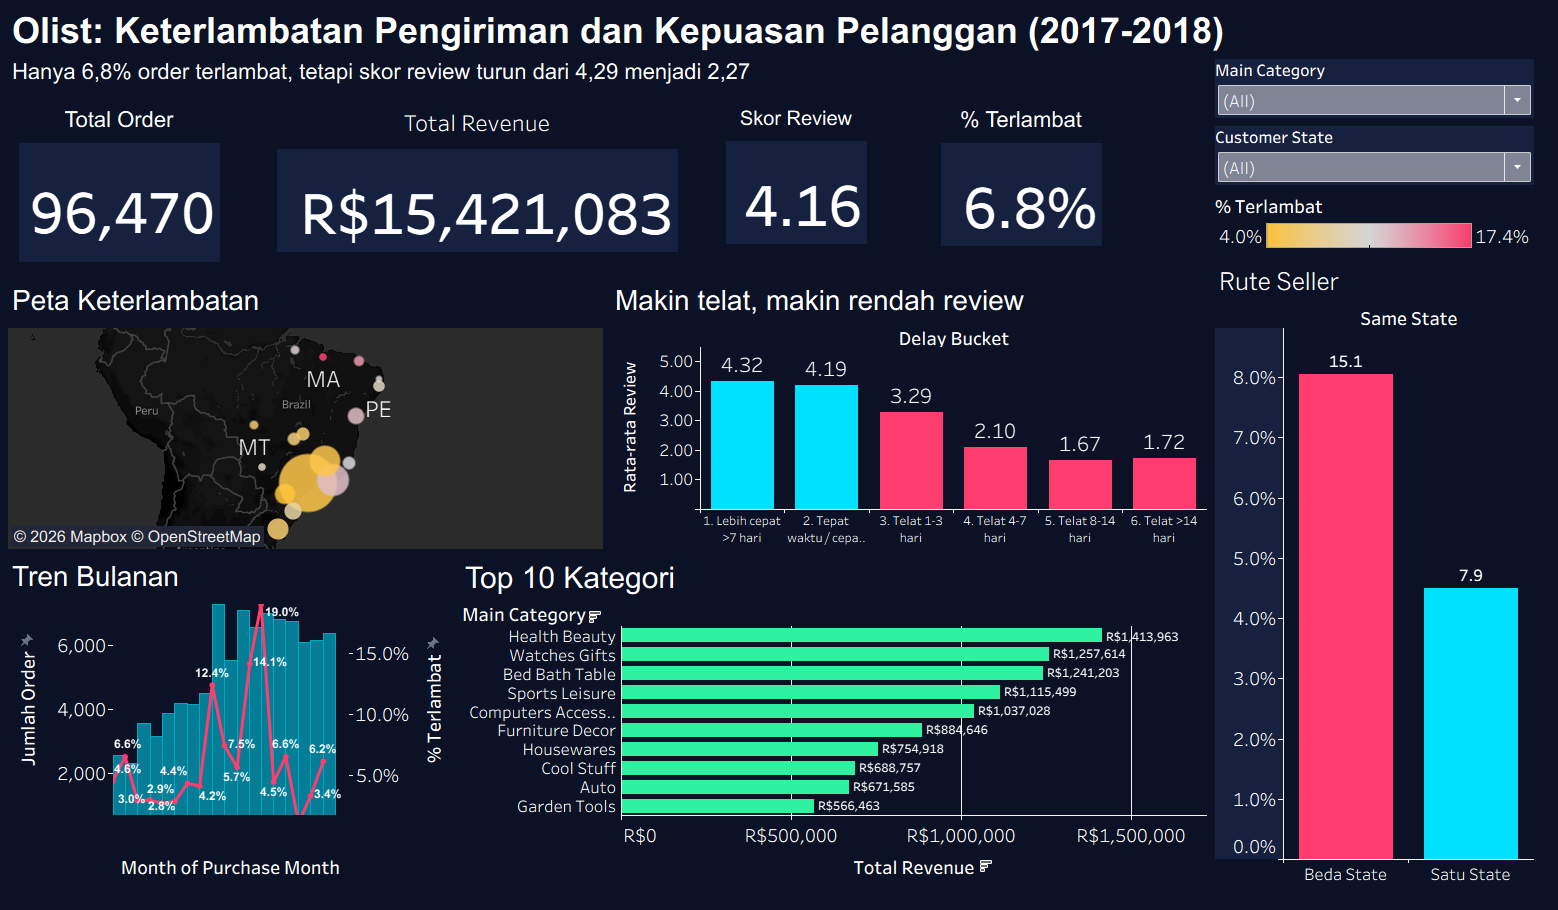 Olist: Keterlambatan Pengiriman dan Kepuasan Pelanggan (2017-2018)
Hanya 6,8% order terlambat, tetapi skor review turun dari 4,29 menjadi 2,27
Total Order
96,470
Total Revenue
R$15,421,083
Skor Review
4.16
% Terlambat
6.8%
Main Category
(All)
Customer State
(All)
% Terlambat
4.0%
17.4%
Peta Keterlambatan
MA
PE
MT
Brazil
Peru
© 2026 Mapbox © OpenStreetMap
Makin telat, makin rendah review
Delay Bucket
Rata-rata Review
5.00
4.00
3.00
2.00
1.00
4.32
4.19
3.29
2.10
1.67
1.72
1. Lebih cepat
>7 hari
2. Tepat
waktu / cepa..
3. Telat 1-3
hari
4. Telat 4-7
hari
5. Telat 8-14
hari
6. Telat >14
hari
Rute Seller
Same State
8.0%
7.0%
6.0%
5.0%
4.0%
3.0%
2.0%
1.0%
0.0%
15.1
7.9
Beda State
Satu State
Tren Bulanan
Jumlah Order
6,000
4,000
2,000
% Terlambat
15.0%
10.0%
5.0%
6.6%
4.6%
3.0%
2.9%
2.8%
4.4%
4.2%
12.4%
7.5%
5.7%
14.1%
19.0%
4.5%
6.6%
3.4%
6.2%
Month of Purchase Month
Top 10 Kategori
Main Category
Health Beauty R$1,413,963
Watches Gifts R$1,257,614
Bed Bath Table R$1,241,203
Sports Leisure R$1,115,499
Computers Access.. R$1,037,028
Furniture Decor R$884,646
Housewares R$754,918
Cool Stuff R$688,757
Auto R$671,585
Garden Tools R$566,463
R$0 R$500,000 R$1,000,000 R$1,500,000
Total Revenue